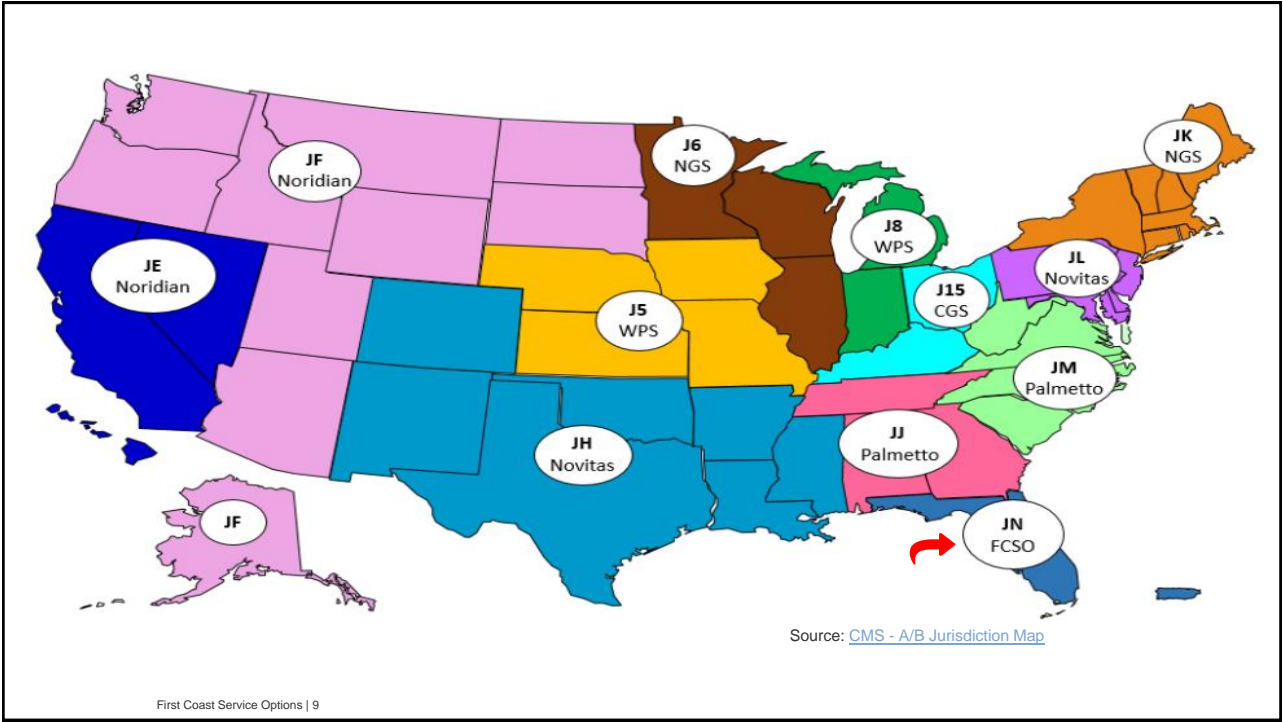 JK
NGS
J6
NGS
JF
Noridian
J8
WPS
JL
Novitas
JE
Noridian
J15
CGS
J5
WPS
JM
Palmetto
JJ
Palmetto
JH
Novitas
JF
JN
FCSO
Source: CMS - A/B Jurisdiction Map
First Coast Service Options | 9